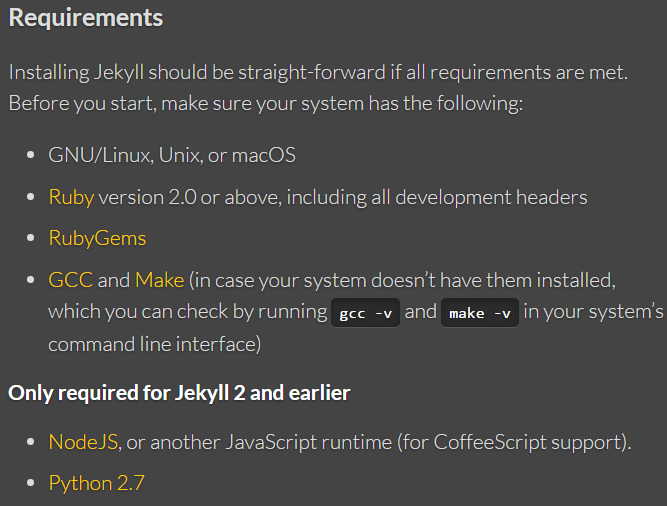 Requirements
Installing Jekyll should be straight-forward if all requirements are met.
Before you start, make sure your system has the following:
• GNU/Linux, Unix, or macOS
• Ruby version 2.0 or above, including all development headers
• RubyGems
• GCC and Make (in case your system doesn’t have them installed,
which you can check by running gcc -v and make -v in your system’s
command line interface)
Only required for Jekyll 2 and earlier
• NodeJS, or another JavaScript runtime (for CoffeeScript support).
• Python 2.7